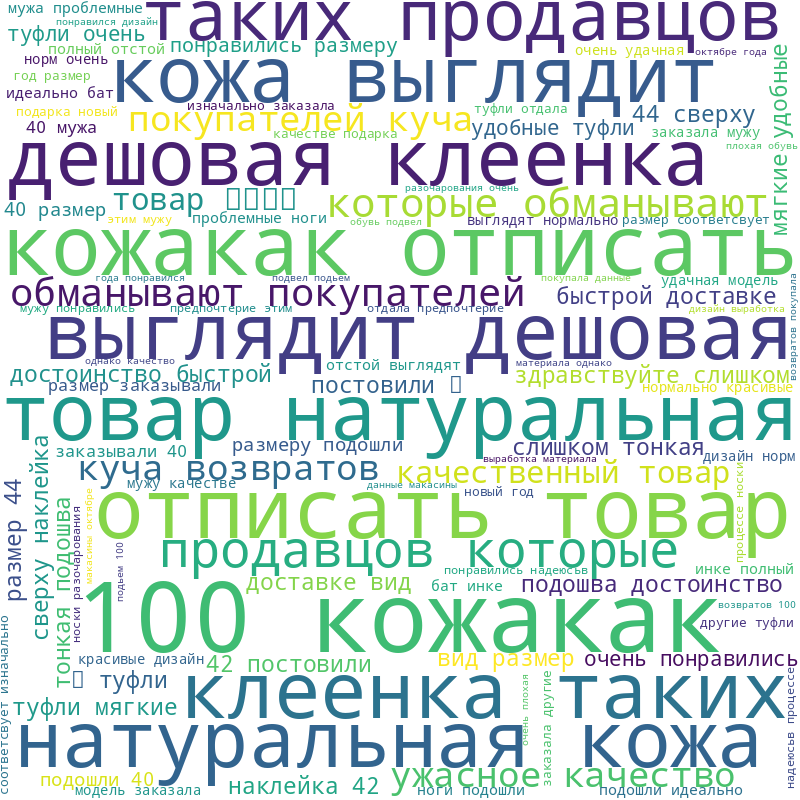 мужа проблемные
понравился дизайн
таких продавцов
туфли очень
полный отстой
понравились размеру
очень удачная
октябре года
норм очень
год размер
кожа выглядит
идеально бат
изначально заказала
туфли отдала
44 сверху
мягкие удобные
подарка новый
покупателей куча
40 мужа
качестве подарка
удобные туфли
заказала мужу
плохая обувь
дешовая клеенка
товар
разочарования очень
которые обманывают
40 размер
этим мужу
проблемные ноги
обувь подвел
выглядят нормально
размер соответсвует
кожакак отписать
года понравился
подвел подьем
покупала данные
удачная модель
обманывают покупателей
быстрой доставке
возвратов покупала
мужу понравились
предпочтерие этим
отдала предпочтерие
дизайн выработка
выглядит дешовая
однако качество
отстой выглядят
материала однако
достоинство быстрой
размер заказывали
постовили
здравствуйте слишком
нормально красивые
товар натуральная
заказывали 40
размеру подошли
слишком тонкая
дизайн норм
выработка материала
куча возвратов
качественный товар
мужу качестве
данные макасины
новый год
процессе носки
размер 44
сверху наклейка
тонкая подошва
макасины октябре
носки разочарования
подьем 100
отписать товар
продавцов которые
понравились надеюсьв
инке полный
доставке вид
бат инке
подошва достоинство
100 кожакак
возвратов 100
другие туфли
красивые дизайн
42 постовили
вид размер
очень понравились
туфли
клеенка таких
туфли мягкие
соответсвует изначально
очень плохая
заказала другие
надеюсьв процессе
натуральная кожа
подошли 40
модель заказала
наклейка 42
ужасное качество
ноги подошли
подошли идеально